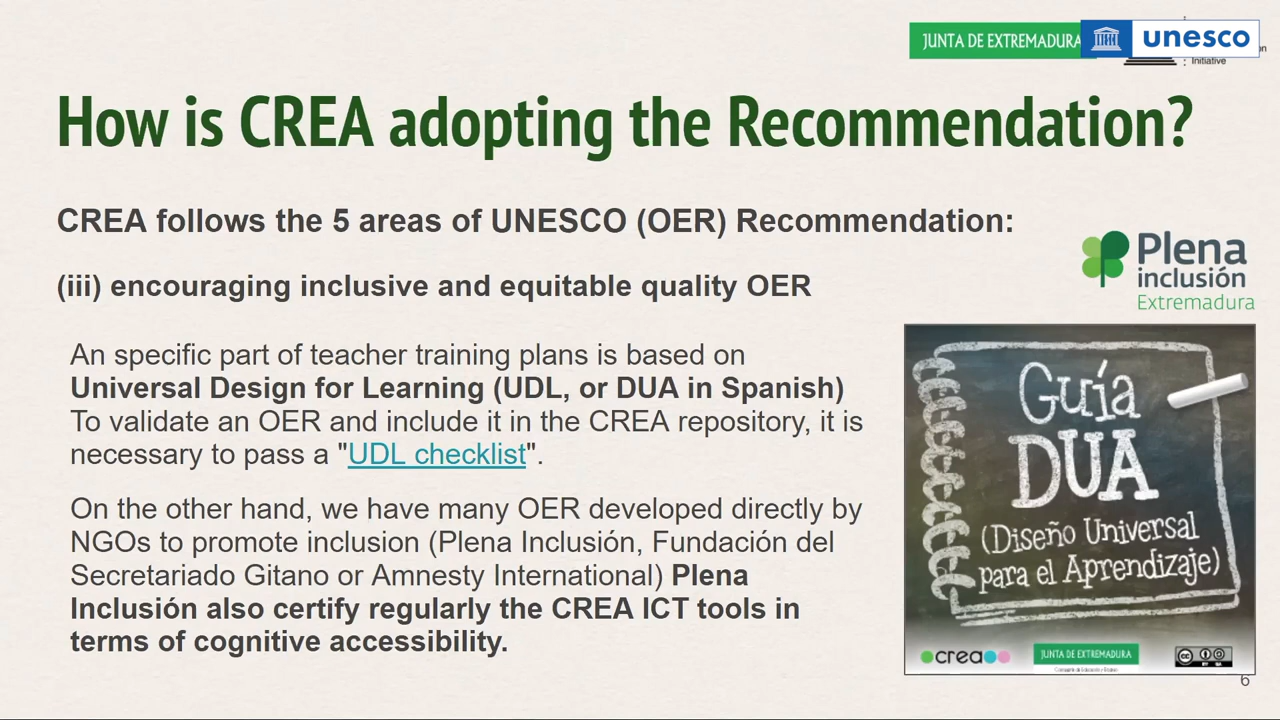 JUNTA DE EXTREMADURA
unesco
Initiative
How is CREA adopting the Recommendation?
CREA follows the 5 areas of UNESCO (OER) Recommendation:
(iii) encouraging inclusive and equitable quality OER
Plena
inclusión
Extremadura
An specific part of teacher training plans is based on
Universal Design for Learning (UDL, or DUA in Spanish)
To validate an OER and include it in the CREA repository, it is
necessary to pass a "UDL checklist".
On the other hand, we have many OER developed directly by
NGOs to promote inclusion (Plena Inclusión, Fundación del
Secretariado Gitano or Amnesty International) Plena
Inclusión also certify regularly the CREA ICT tools in
terms of cognitive accessibility.
Guía
DUA
(Diseño Universal
para el Aprendizaje)
crea
JUNTA DE EXTREMADURA
cc
BY SA
6